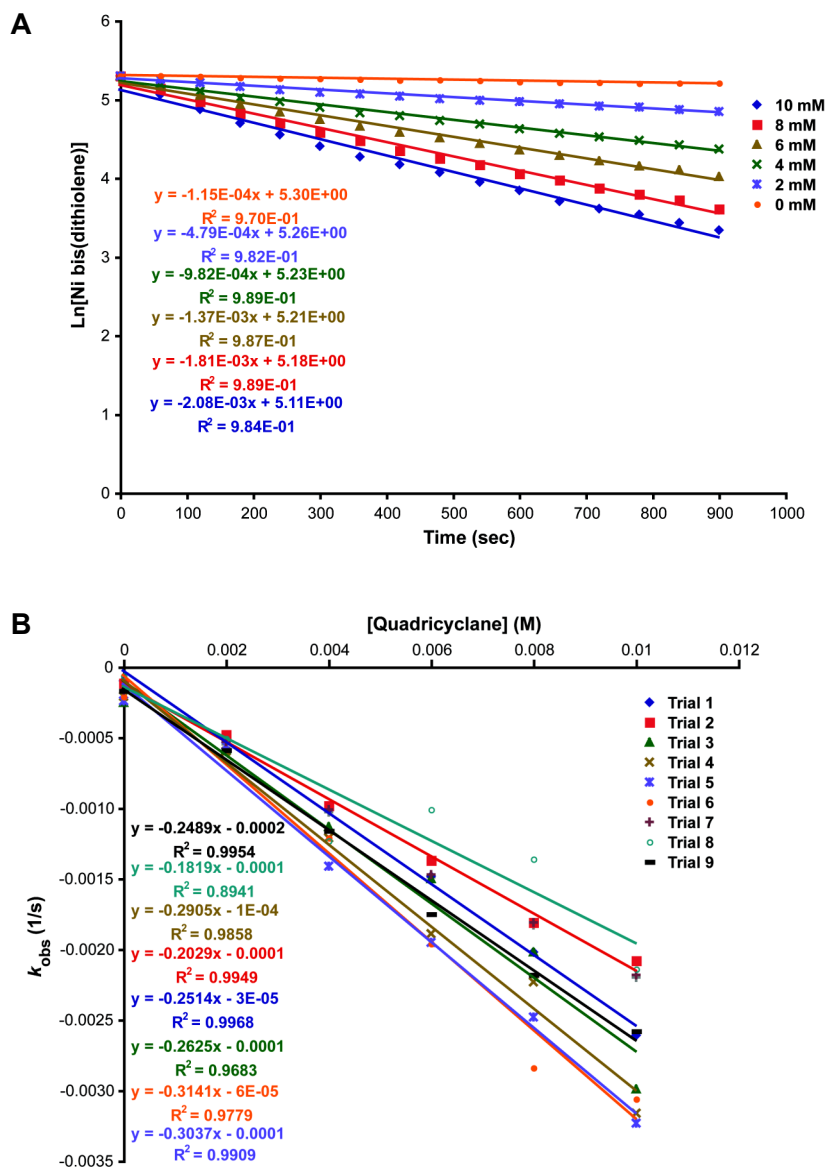 A
6
5
4
3
2
1
0
Ln[Ni bis(dithiolene)]
y = -1.15E-04x + 5.30E+00
R² = 9.70E-01
y = -4.79E-04x + 5.26E+00
R² = 9.82E-01
y = -9.82E-04x + 5.23E+00
R² = 9.89E-01
y = -1.37E-03x + 5.21E+00
R² = 9.87E-01
y = -1.81E-03x + 5.18E+00
R² = 9.89E-01
y = -2.08E-03x + 5.11E+00
R² = 9.84E-01
10 mM
8 mM
6 mM
4 mM
2 mM
0 mM
0 100 200 300 400 500 600 700 800 900 1000
Time (sec)
B
[Quadricyclane] (M)
0 0.002 0.004 0.006 0.008 0.01 0.012
0
-0.0005
-0.0010
-0.0015
-0.0020
-0.0025
-0.0030
-0.0035
kobs (1/s)
Trial 1
Trial 2
Trial 3
Trial 4
Trial 5
Trial 6
Trial 7
Trial 8
Trial 9
y = -0.2489x - 0.0002
R² = 0.9954
y = -0.1819x - 0.0001
R² = 0.8941
y = -0.2905x - 1E-04
R² = 0.9858
y = -0.2029x - 0.0001
R² = 0.9949
y = -0.2514x - 3E-05
R² = 0.9968
y = -0.2625x - 0.0001
R² = 0.9683
y = -0.3141x - 6E-05
R² = 0.9779
y = -0.3037x - 0.0001
R² = 0.9909